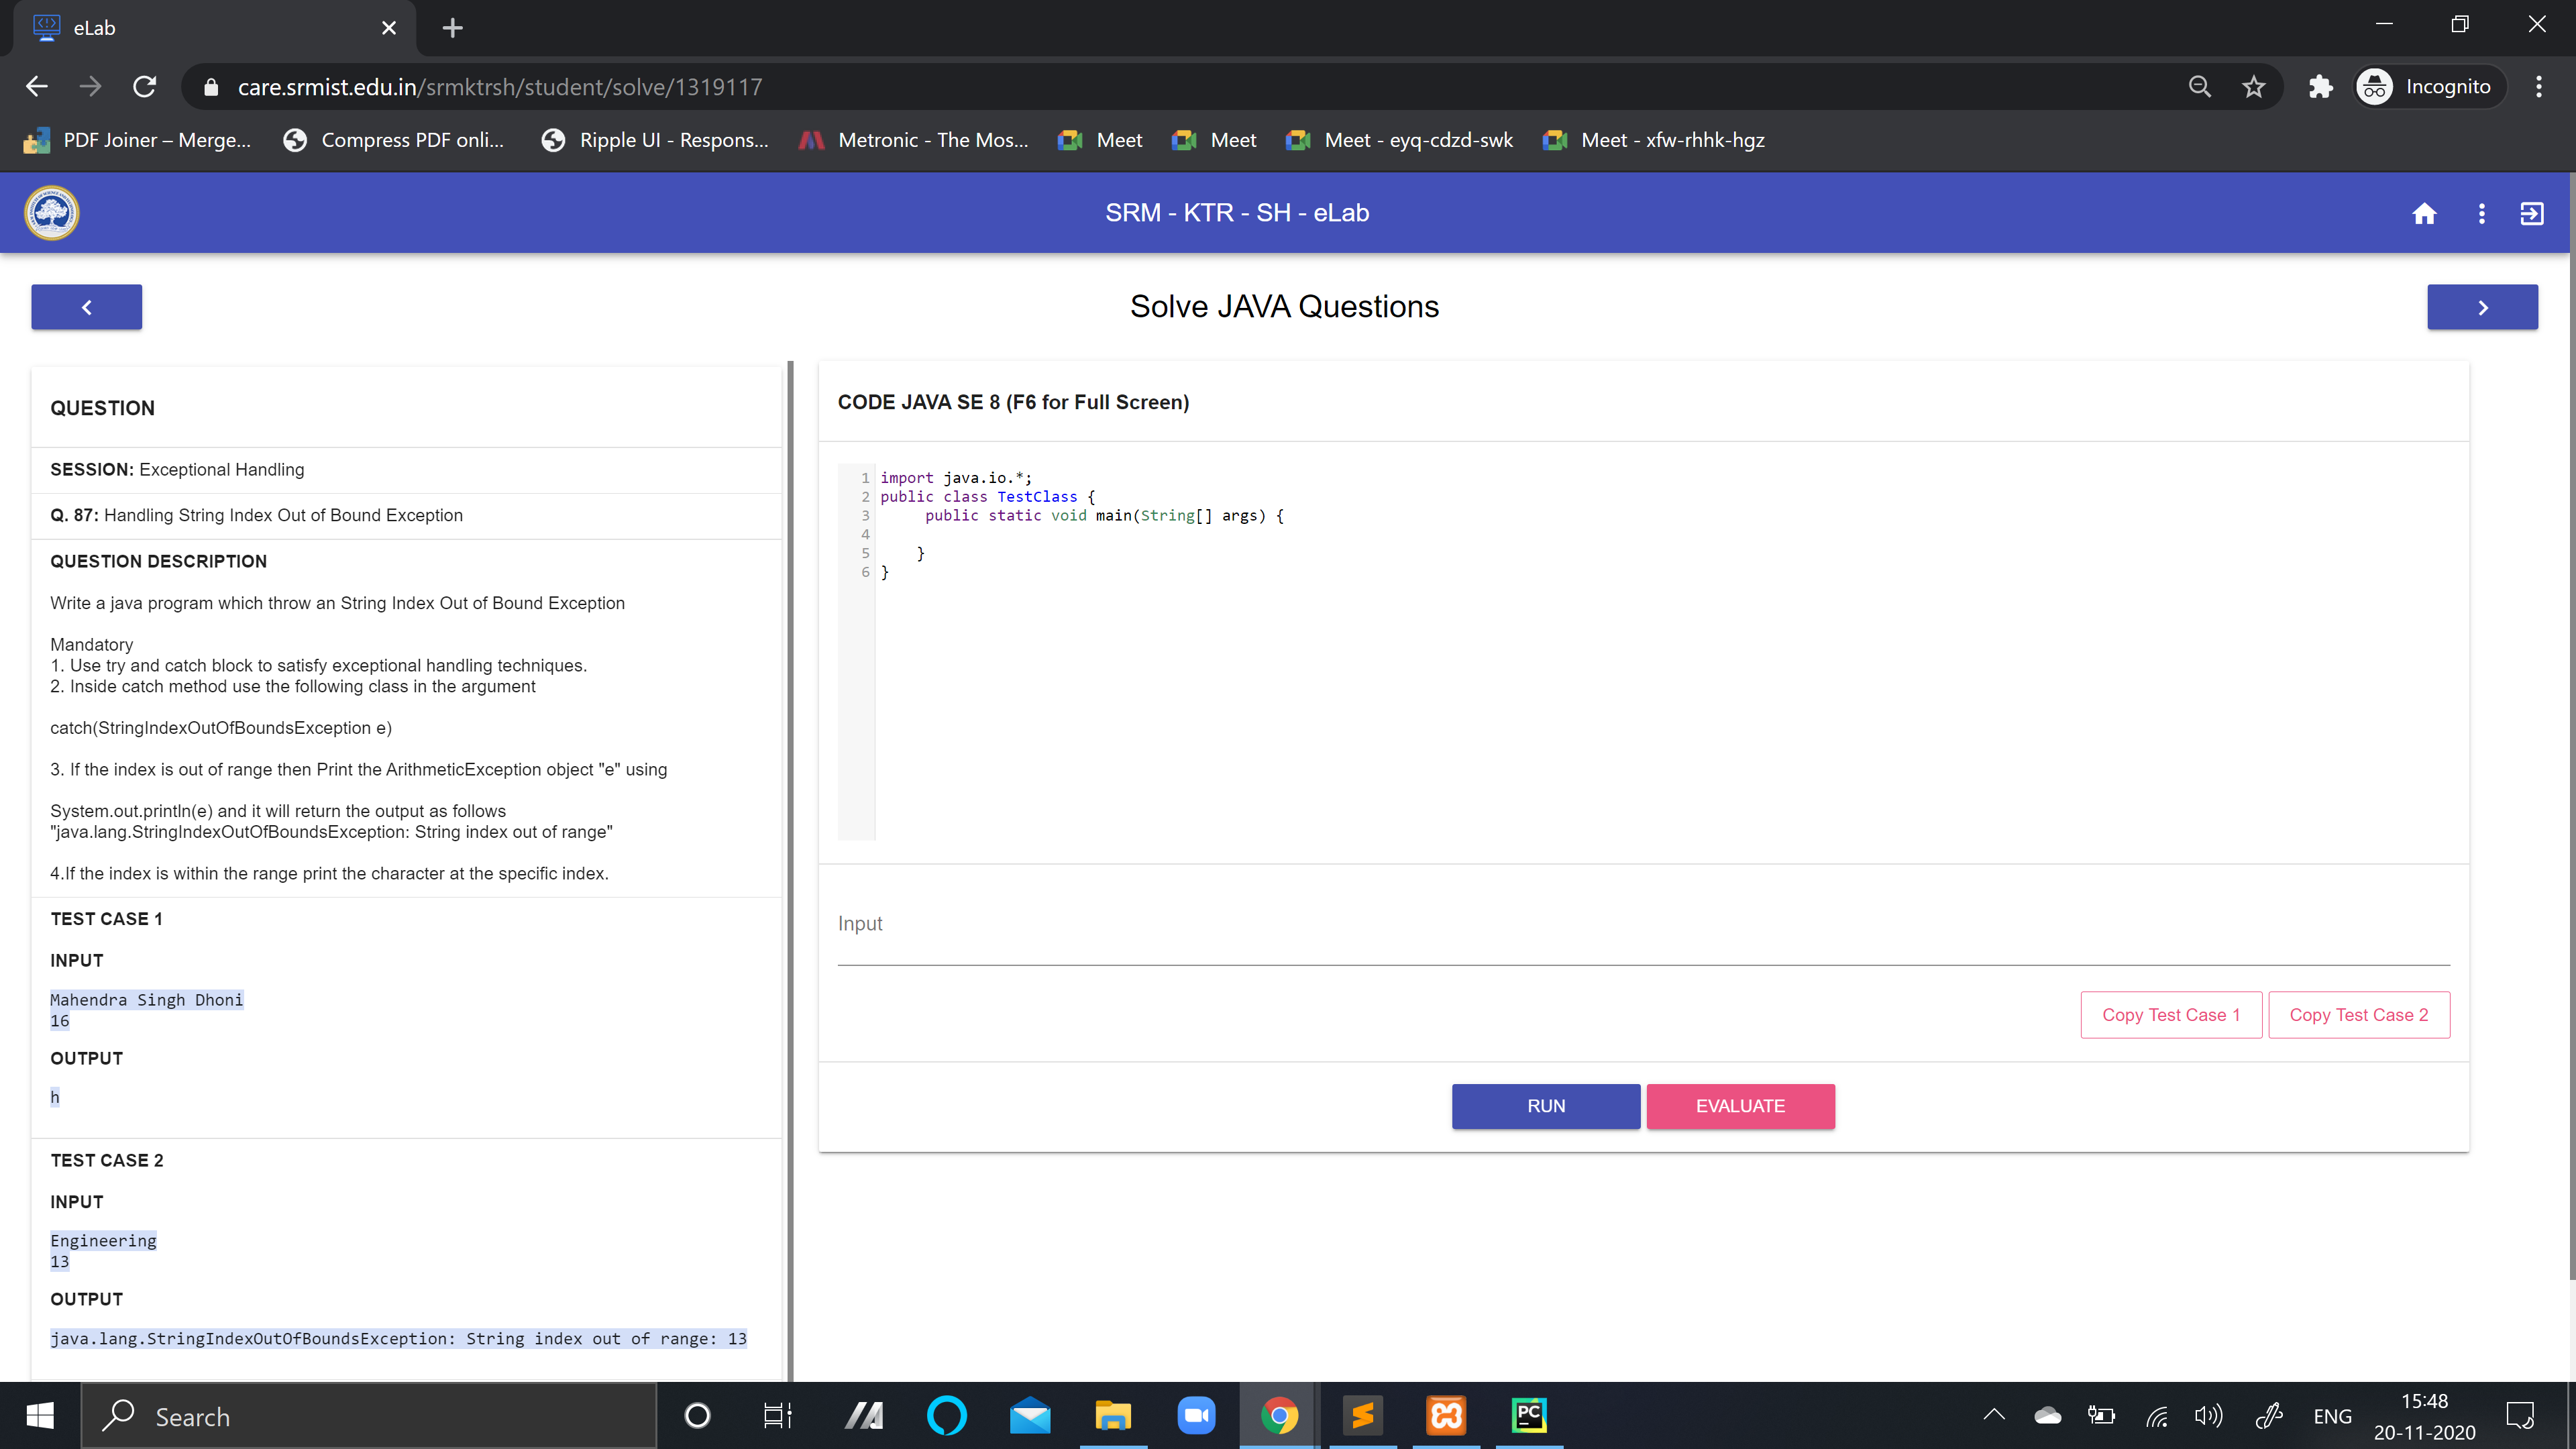 eLab
care.srmist.edu.in/srmktrsh/student/solve/1319117
Incognito
PDF Joiner – Merge...
Compress PDF onli...
Ripple UI - Respons...
Metronic - The Mos...
Meet
Meet
Meet - eyq-cdzd-swk
Meet - xfw-rhhk-hgz
SRM - KTR - SH - eLab
Solve JAVA Questions
QUESTION
SESSION: Exceptional Handling
Q. 87: Handling String Index Out of Bound Exception
QUESTION DESCRIPTION
Write a java program which throw an String Index Out of Bound Exception
Mandatory
1. Use try and catch block to satisfy exceptional handling techniques.
2. Inside catch method use the following class in the argument
catch(StringIndexOutOfBoundsException e)
3. If the index is out of range then Print the ArithmeticException object "e" using
System.out.println(e) and it will return the output as follows
"java.lang.StringIndexOutOfBoundsException: String index out of range"
4.If the index is within the range print the character at the specific index.
TEST CASE 1
INPUT
Mahendra Singh Dhoni
16
OUTPUT
h
TEST CASE 2
INPUT
Engineering
13
OUTPUT
java.lang.StringIndexOutOfBoundsException: String index out of range: 13
CODE JAVA SE 8 (F6 for Full Screen)
1 import java.io.*;
2 public class TestClass {
3 public static void main(String[] args) {
4
5 }
6 }
Input
Copy Test Case 1
Copy Test Case 2
RUN
EVALUATE
Search
PC
ENG
15:48
20-11-2020